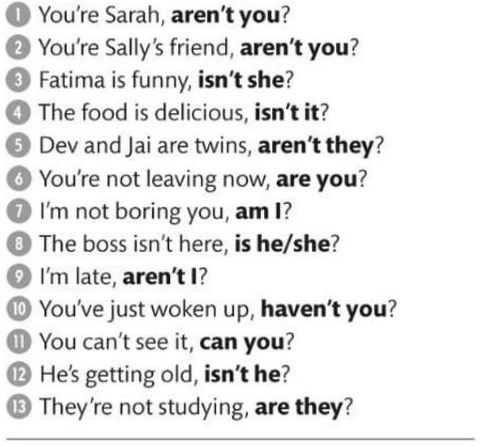 1 You're Sarah, aren't you?
2 You're Sally's friend, aren't you?
3 Fatima is funny, isn't she?
4 The food is delicious, isn't it?
5 Dev and Jai are twins, aren't they?
6 You're not leaving now, are you?
7 I'm not boring you, am I?
8 The boss isn't here, is he/she?
9 I'm late, aren't I?
10 You've just woken up, haven't you?
11 You can't see it, can you?
12 He's getting old, isn't he?
13 They're not studying, are they?